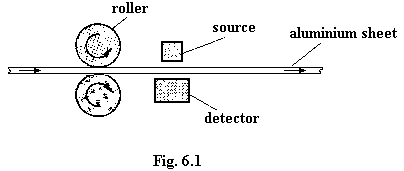 roller
source
aluminium sheet
detector
Fig. 6.1